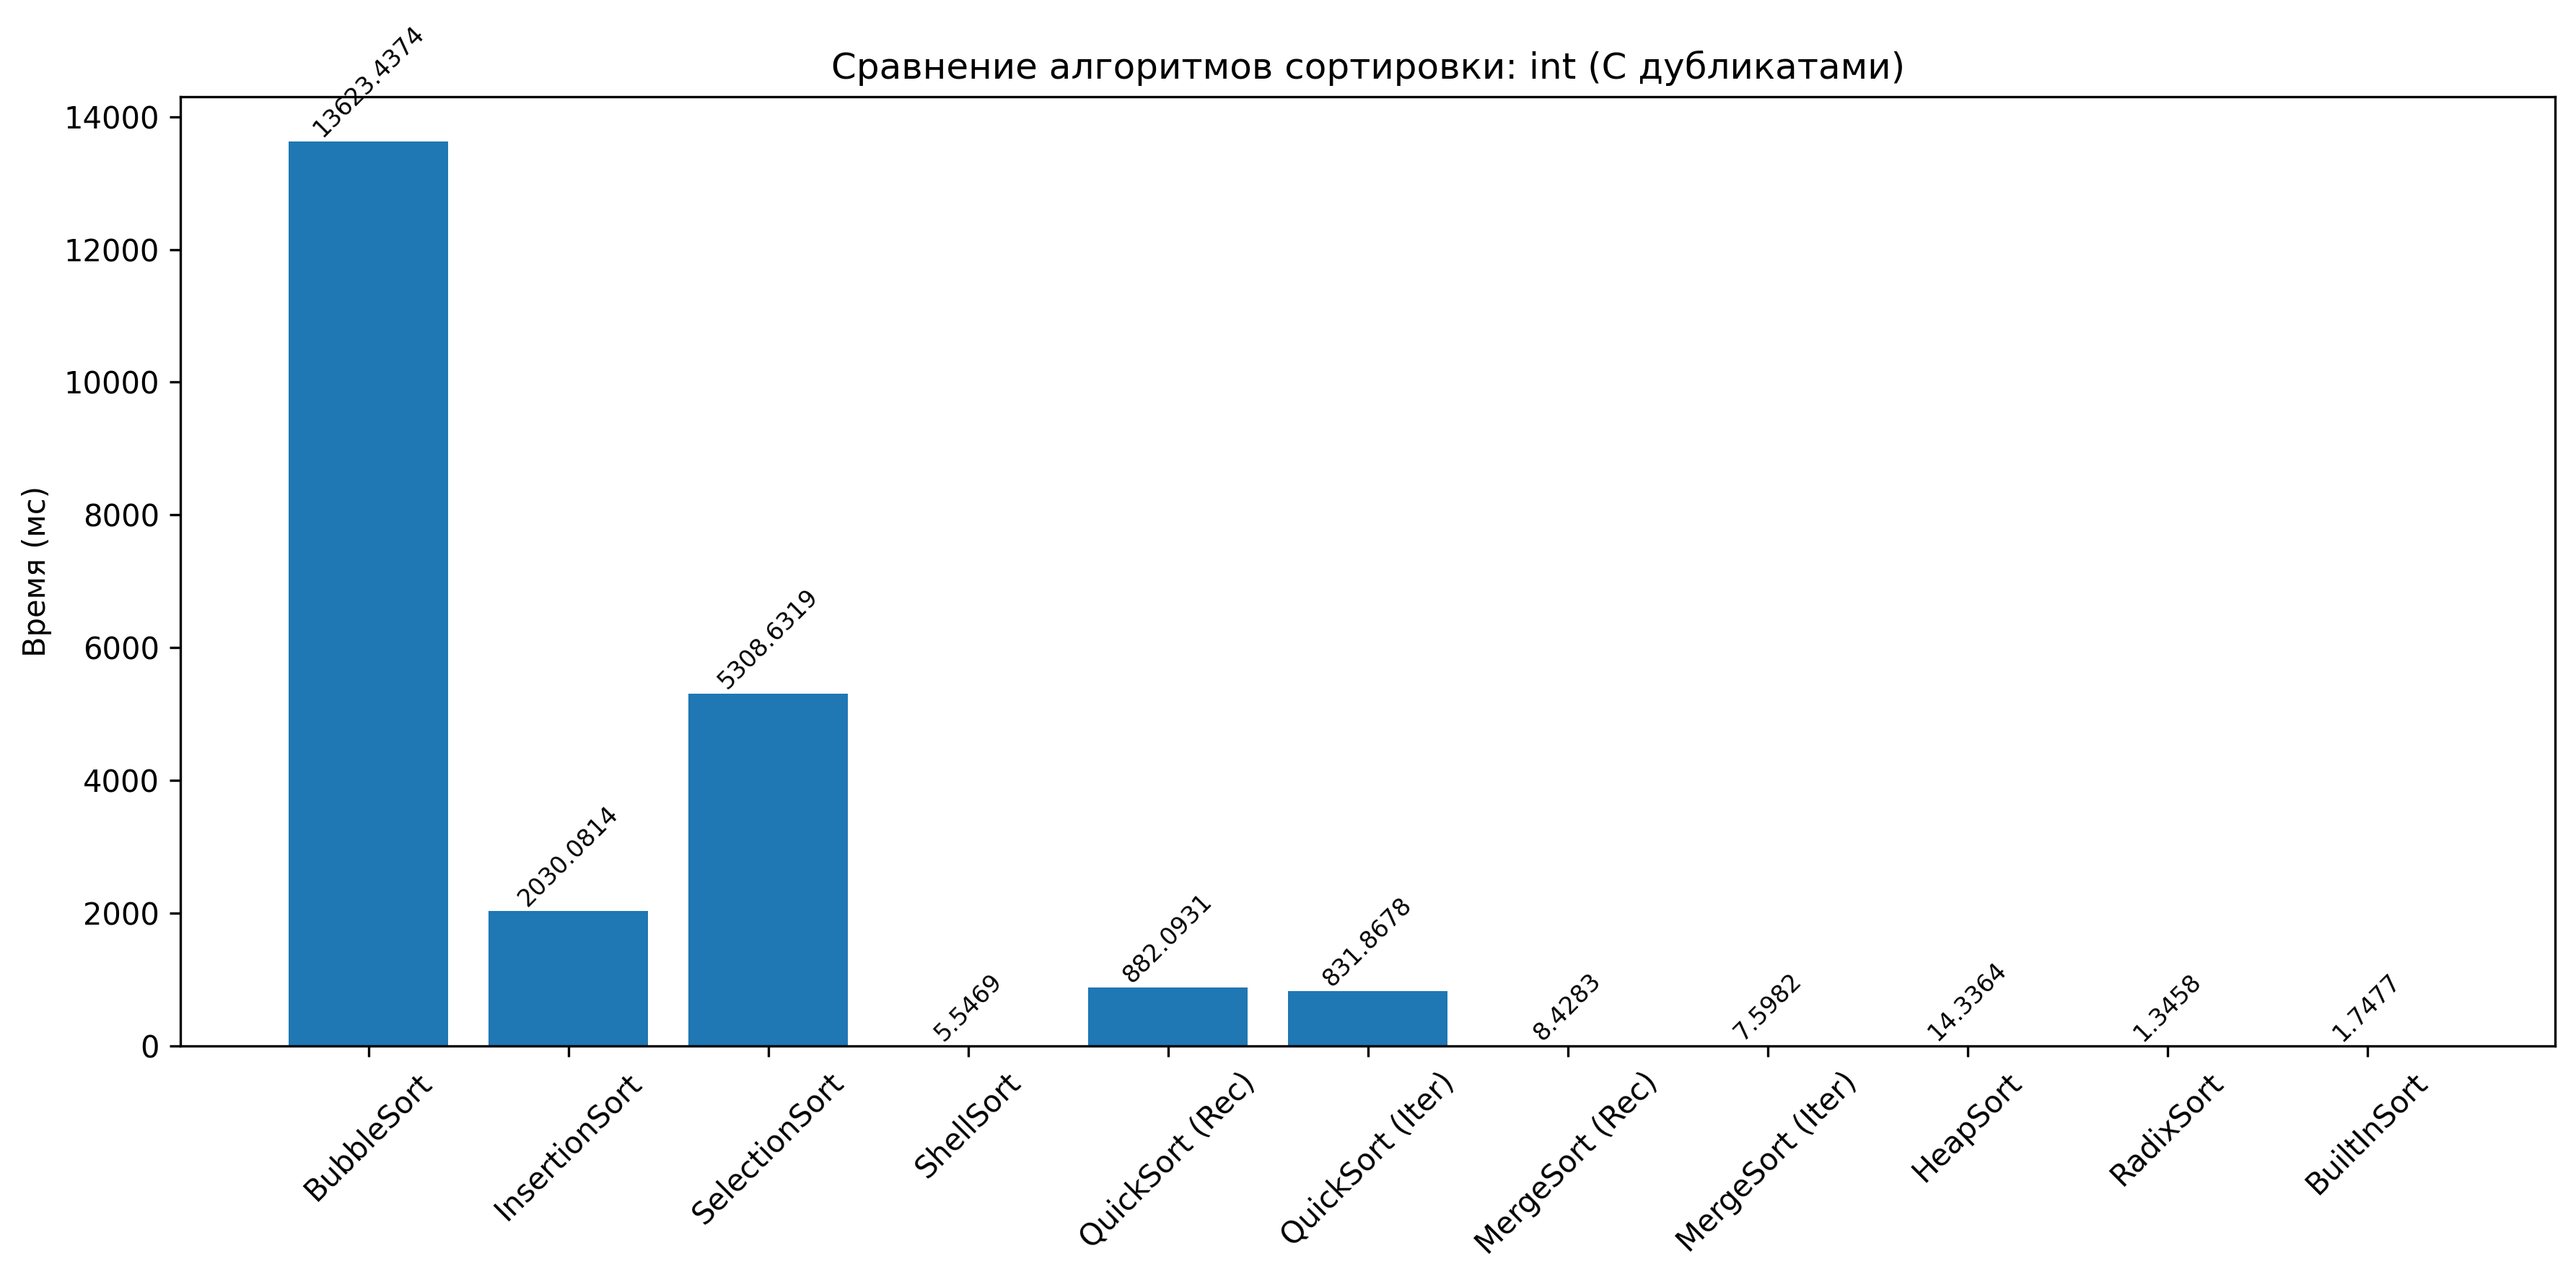 Сравнение алгоритмов сортировки: int (С дубликатами)
Время (мс)
14000
12000
10000
8000
6000
4000
2000
0
13623.4374
2030.0814
5308.6319
5.5469
882.0931
831.8678
8.4283
7.5982
14.3364
1.3458
1.7477
BubbleSort
InsertionSort
SelectionSort
ShellSort
QuickSort (Rec)
QuickSort (Iter)
MergeSort (Rec)
MergeSort (Iter)
HeapSort
RadixSort
BuiltInSort